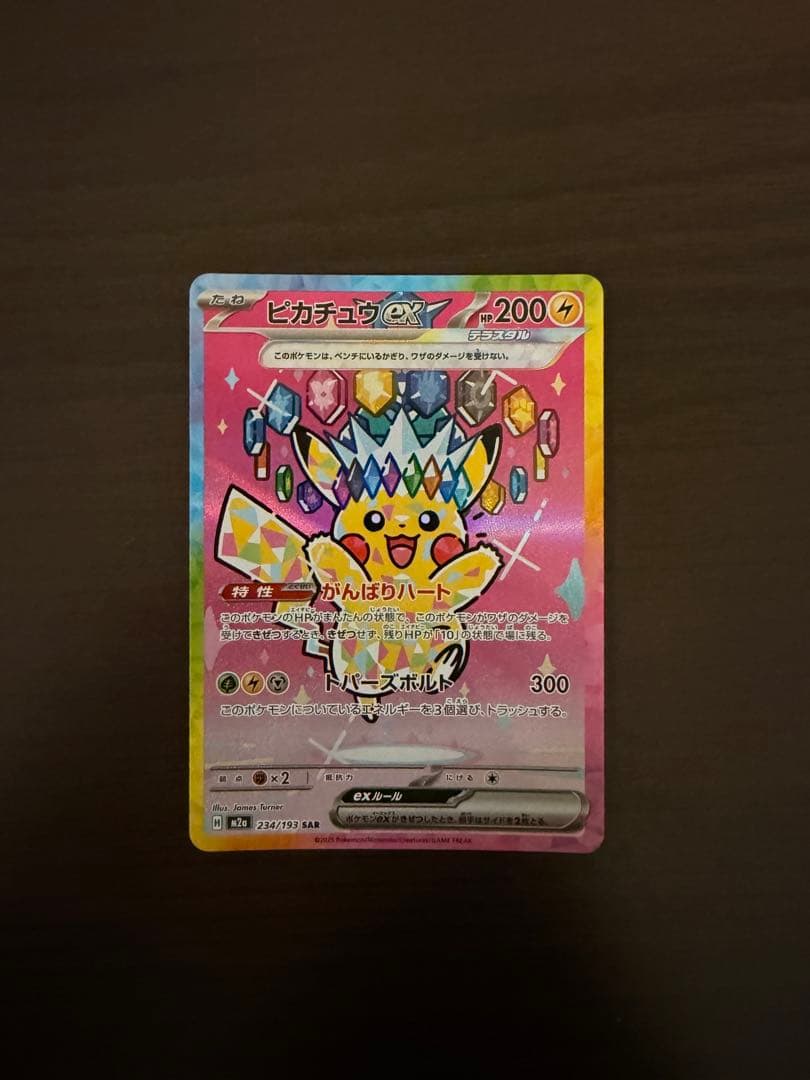 たね ピカチュウex HP200
テラスタル
このポケモンは、ベンチにいるかぎり、ワザのダメージを受けない。
特性 がんばりハート
このポケモンのHPがまんたんの状態で、このポケモンがワザのダメージを
受けてきぜつするとき、きぜつせず、残りHPが「10」の状態で場に残る。
トパーズボルト 300
このポケモンについているエネルギーを3個選び、トラッシュする。
弱点 ×2 抵抗力 にげる
Illus. James Turner
exルール
ポケモンexがきぜつしたとき、相手はサイドを2枚とる。
H M2a 234/193 SAR
©2025 Pokémon/Nintendo/Creatures/GAME FREAK